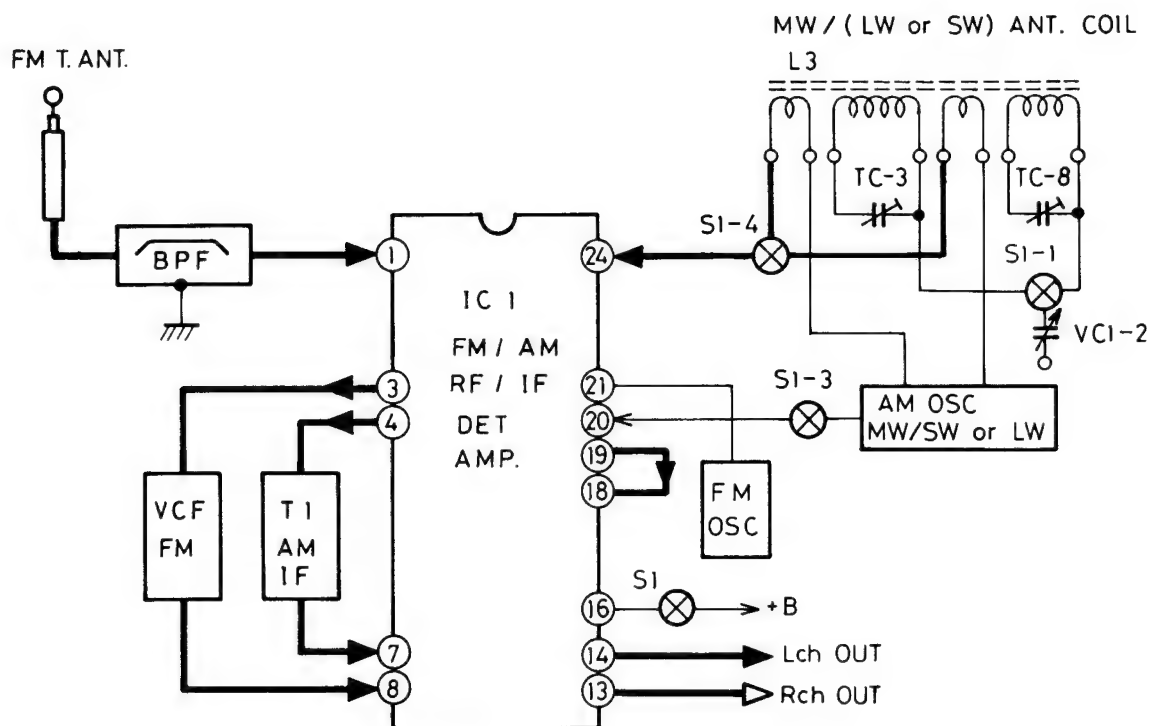 MW/(LW or SW) ANT. COIL
FM T. ANT.
L3
TC-3
TC-8
S1-4
S1-1
BPF
1
24
IC 1
FM / AM
RF / IF
DET
AMP.
VC1-2
3
4
21
20
19
18
S1-3
AM OSC
MW/SW or LW
VCF
FM
T1
AM
IF
FM
OSC
S1
16
+B
7
8
14
Lch OUT
13
Rch OUT